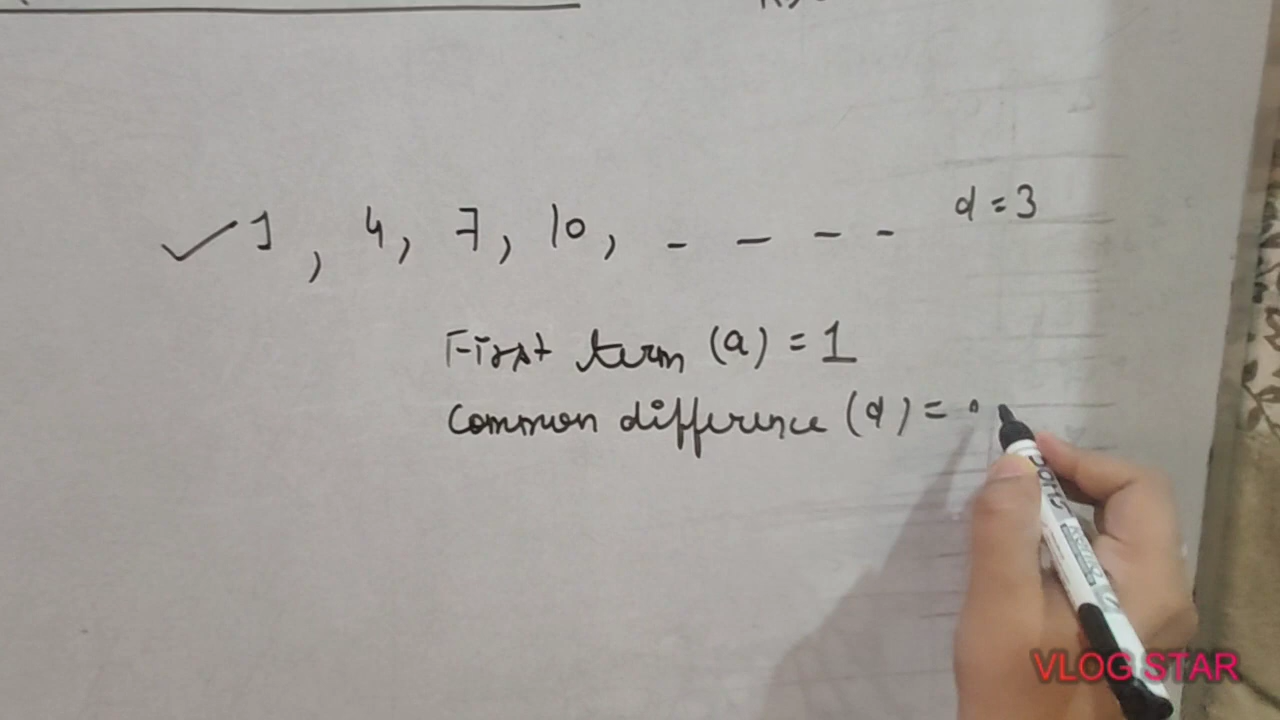 1, 4, 7, 10, - - - - d = 3
First term (a) = 1
Common difference (d) =
VLOG STAR